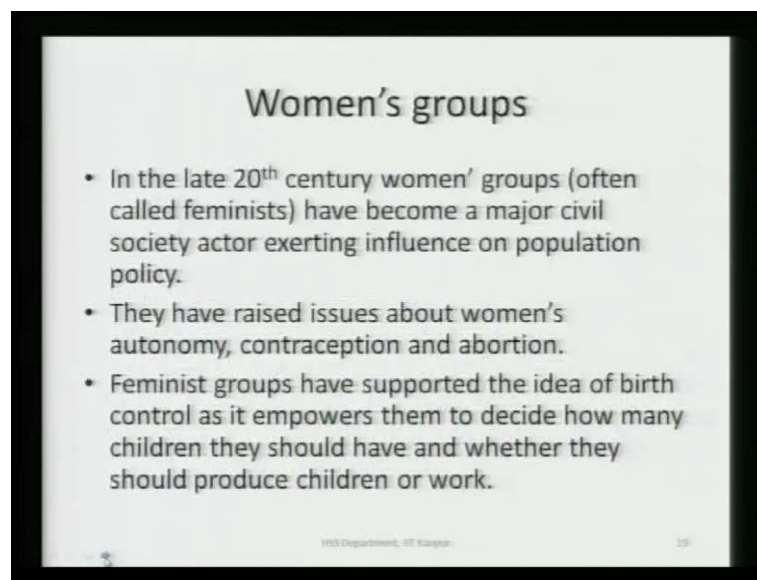 Women's groups
• In the late 20th century women' groups (often
called feminists) have become a major civil
society actor exerting influence on population
policy.
• They have raised issues about women's
autonomy, contraception and abortion.
• Feminist groups have supported the idea of birth
control as it empowers them to decide how many
children they should have and whether they
should produce children or work.
HSS Department, IIT Kanpur
19